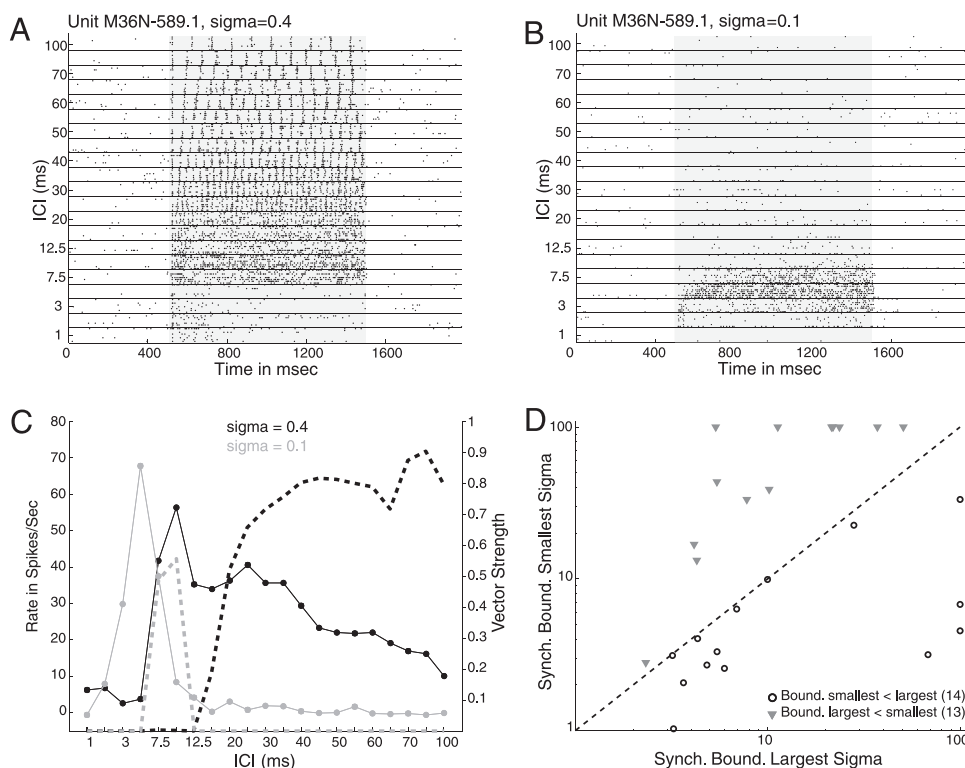 A
Unit M36N-589.1, sigma=0.4
ICI (ms)
100
70
60
50
40
30
20
12.5
7.5
3
1
0 400 800 1200 1600
Time in msec
B
Unit M36N-589.1, sigma=0.1
ICI (ms)
100
70
60
50
40
30
20
12.5
7.5
3
1
0 400 800 1200 1600
Time in msec
C
sigma = 0.4
sigma = 0.1
Rate in Spikes/Sec
80
70
60
50
40
30
20
10
0
Vector Strength
1
0.9
0.8
0.7
0.6
0.5
0.4
0.3
0.2
0.1
1 3 7.5 12.5 20 30 40 50 60 70 100
ICI (ms)
D
Synch. Bound. Smallest Sigma
100
10
1
Bound. smallest < largest (14)
Bound. largest < smallest (13)
10 100
Synch. Bound. Largest Sigma